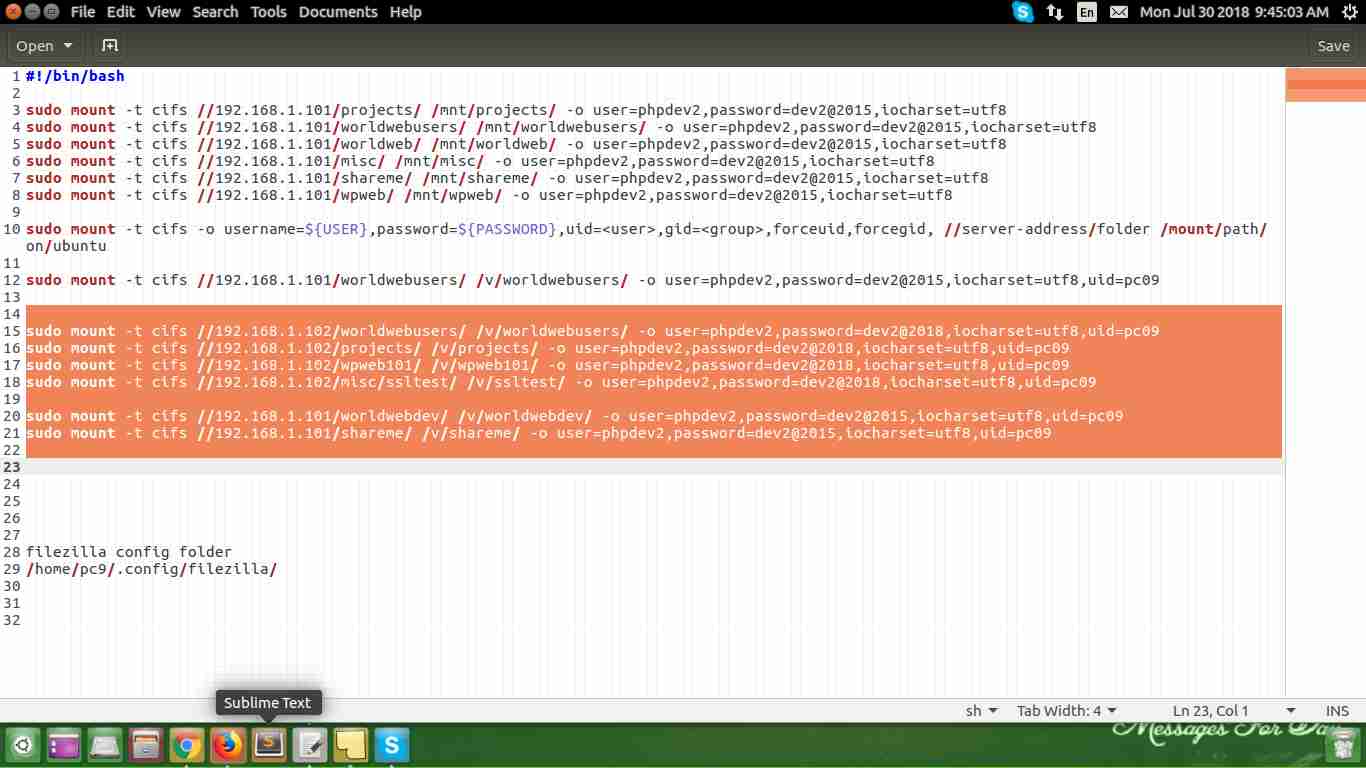 File Edit View Search Tools Documents Help En Mon Jul 30 2018 9:45:03 AM
Open Save
1 #!/bin/bash
2
3 sudo mount -t cifs //192.168.1.101/projects/ /mnt/projects/ -o user=phpdev2,password=dev2@2015,iocharset=utf8
4 sudo mount -t cifs //192.168.1.101/worldwebusers/ /mnt/worldwebusers/ -o user=phpdev2,password=dev2@2015,iocharset=utf8
5 sudo mount -t cifs //192.168.1.101/worldweb/ /mnt/worldweb/ -o user=phpdev2,password=dev2@2015,iocharset=utf8
6 sudo mount -t cifs //192.168.1.101/misc/ /mnt/misc/ -o user=phpdev2,password=dev2@2015,iocharset=utf8
7 sudo mount -t cifs //192.168.1.101/shareme/ /mnt/shareme/ -o user=phpdev2,password=dev2@2015,iocharset=utf8
8 sudo mount -t cifs //192.168.1.101/wpweb/ /mnt/wpweb/ -o user=phpdev2,password=dev2@2015,iocharset=utf8
9
10 sudo mount -t cifs -o username=${USER},password=${PASSWORD},uid=<user>,gid=<group>,forceuid,forcegid, //server-address/folder /mount/path/
on/ubuntu
11
12 sudo mount -t cifs //192.168.1.101/worldwebusers/ /v/worldwebusers/ -o user=phpdev2,password=dev2@2015,iocharset=utf8,uid=pc09
13
14
15 sudo mount -t cifs //192.168.1.102/worldwebusers/ /v/worldwebusers/ -o user=phpdev2,password=dev2@2018,iocharset=utf8,uid=pc09
16 sudo mount -t cifs //192.168.1.102/projects/ /v/projects/ -o user=phpdev2,password=dev2@2018,iocharset=utf8,uid=pc09
17 sudo mount -t cifs //192.168.1.102/wpweb101/ /v/wpweb101/ -o user=phpdev2,password=dev2@2018,iocharset=utf8,uid=pc09
18 sudo mount -t cifs //192.168.1.102/misc/ssltest/ /v/ssltest/ -o user=phpdev2,password=dev2@2018,iocharset=utf8,uid=pc09
19
20 sudo mount -t cifs //192.168.1.101/worldwebdev/ /v/worldwebdev/ -o user=phpdev2,password=dev2@2015,iocharset=utf8,uid=pc09
21 sudo mount -t cifs //192.168.1.101/shareme/ /v/shareme/ -o user=phpdev2,password=dev2@2015,iocharset=utf8,uid=pc09
22
23
24
25
26
27
28 filezilla config folder
29 /home/pc9/.config/filezilla/
30
31
32
Sublime Text
sh Tab Width: 4 Ln 23, Col 1 INS
Messages For